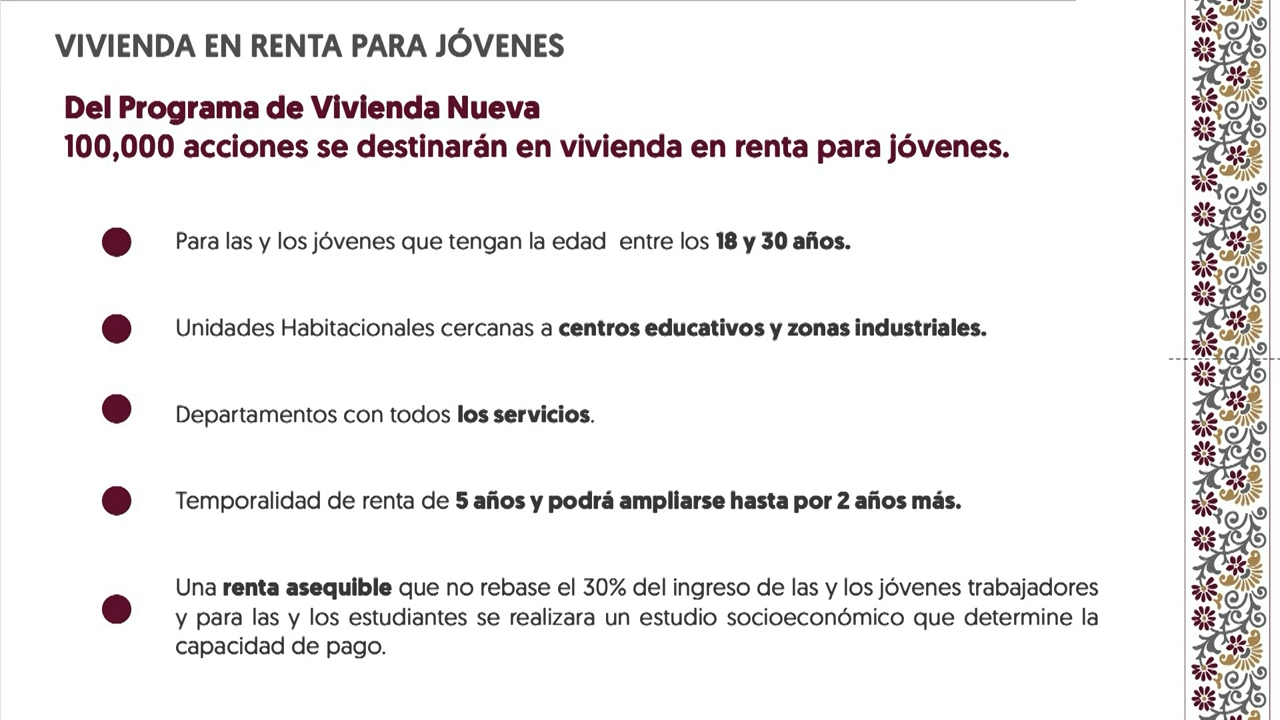 VIVIENDA EN RENTA PARA JÓVENES
Del Programa de Vivienda Nueva
100,000 acciones se destinarán en vivienda en renta para jóvenes.
Para las y los jóvenes que tengan la edad  entre los 18 y 30 años.
Unidades Habitacionales cercanas a centros educativos y zonas industriales.
Departamentos con todos los servicios.
Temporalidad de renta de 5 años y podrá ampliarse hasta por 2 años más.
Una renta asequible que no rebase el 30% del ingreso de las y los jóvenes trabajadores
y para las y los estudiantes se realizara un estudio socioeconómico que determine la
capacidad de pago.